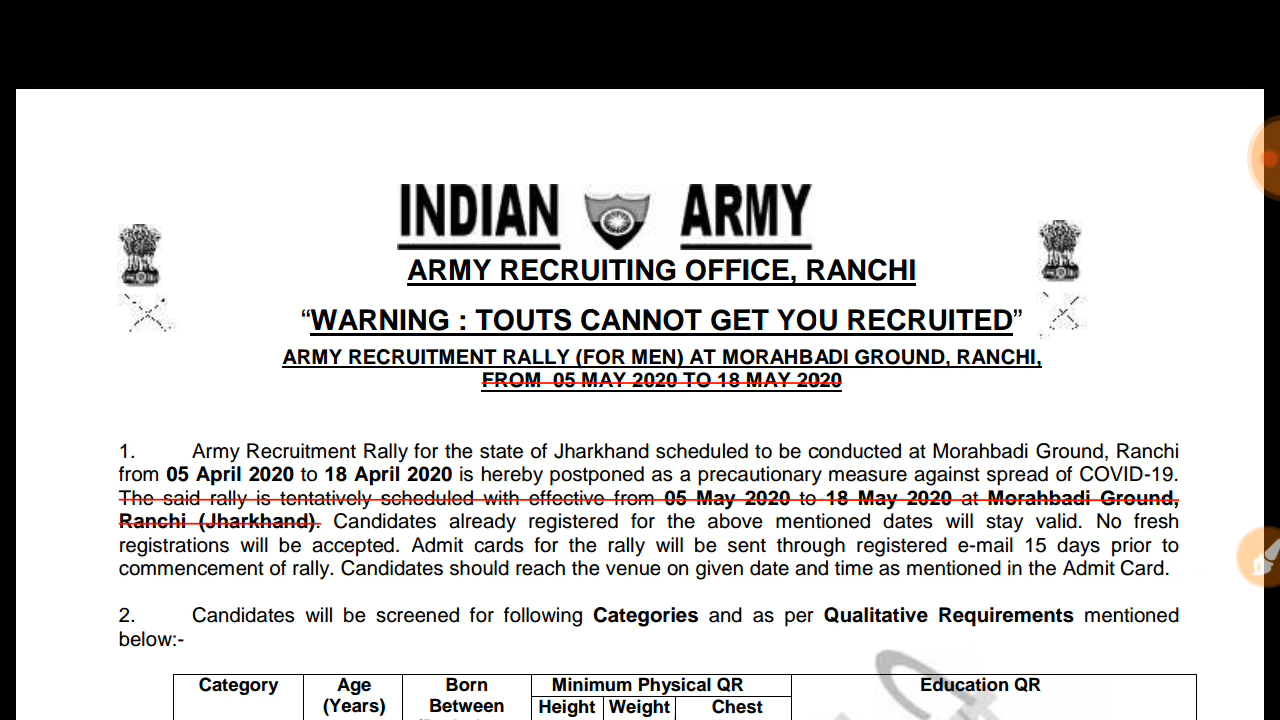 INDIAN ARMY
ARMY RECRUITING OFFICE, RANCHI
“WARNING : TOUTS CANNOT GET YOU RECRUITED”
ARMY RECRUITMENT RALLY (FOR MEN) AT MORAHBADI GROUND, RANCHI,
FROM 05 MAY 2020 TO 18 MAY 2020
1. Army Recruitment Rally for the state of Jharkhand scheduled to be conducted at Morahbadi Ground, Ranchi
from 05 April 2020 to 18 April 2020 is hereby postponed as a precautionary measure against spread of COVID-19.
The said rally is tentatively scheduled with effective from 05 May 2020 to 18 May 2020 at Morahbadi Ground,
Ranchi (Jharkhand). Candidates already registered for the above mentioned dates will stay valid. No fresh
registrations will be accepted. Admit cards for the rally will be sent through registered e-mail 15 days prior to
commencement of rally. Candidates should reach the venue on given date and time as mentioned in the Admit Card.
2. Candidates will be screened for following Categories and as per Qualitative Requirements mentioned
below:-
Category Age Born Minimum Physical QR Education QR
(Years) Between Height Weight Chest